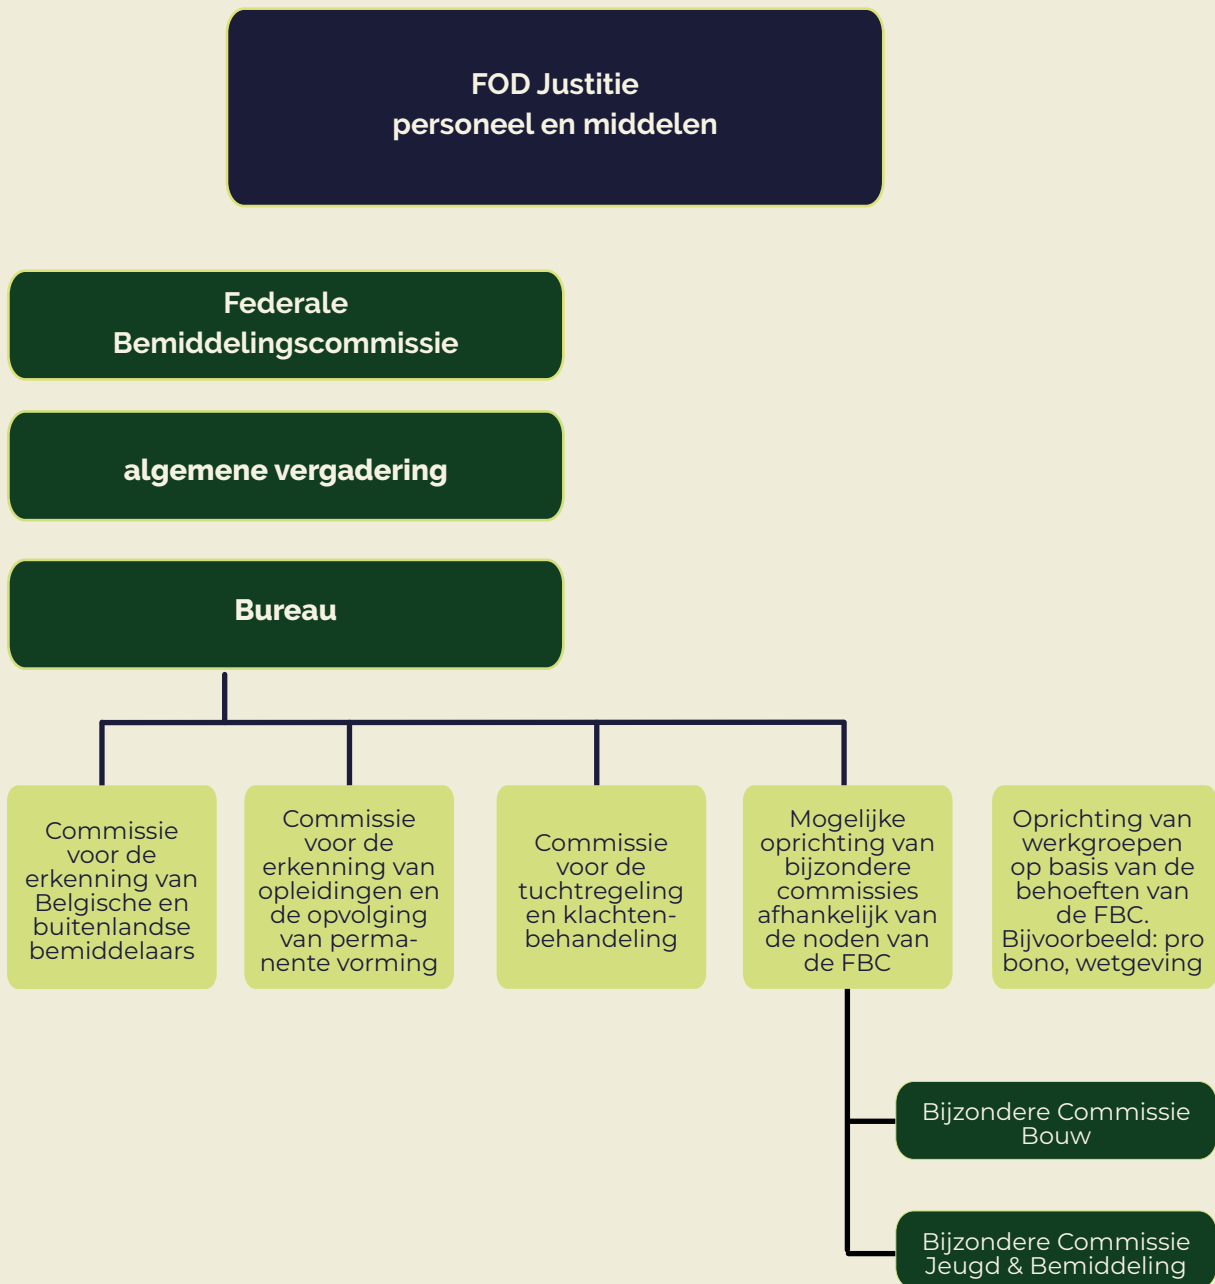 FOD Justitie
personeel en middelen
Federale
Bemiddelingscommissie
algemene vergadering
Bureau
Commissie
voor de
erkenning van
Belgische en
buitenlandse
bemiddelaars
Commissie
voor de
erkenning van
opleidingen en
de opvolging
van perma-
nente vorming
Commissie
voor de
tuchtregeling
en klachten-
behandeling
Mogelijke
oprichting van
bijzondere
commissies
afhankelijk van
de noden van
de FBC
Oprichting van
werkgroepen
op basis van de
behoeften van
de FBC.
Bijvoorbeeld: pro
bono, wetgeving
Bijzondere Commissie
Bouw
Bijzondere Commissie
Jeugd & Bemiddeling